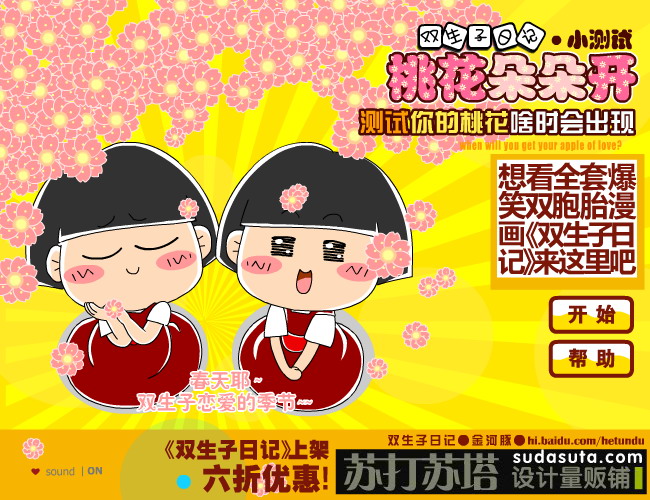 双生子日记●小测试
桃花朵朵开
测试你的桃花啥时会出现
when will you get your apple of love?
想看全套爆
笑双胞胎漫
画《双生子日
记》来这里吧
开始
帮助
春天耶~
双生子恋爱的季节~~
《双生子日记》上架
六折优惠!
双生子日记●金河豚●hi.baidu.com/hetundu
苏打苏塔
sudasuta.com
设计量贩铺
sound | ON